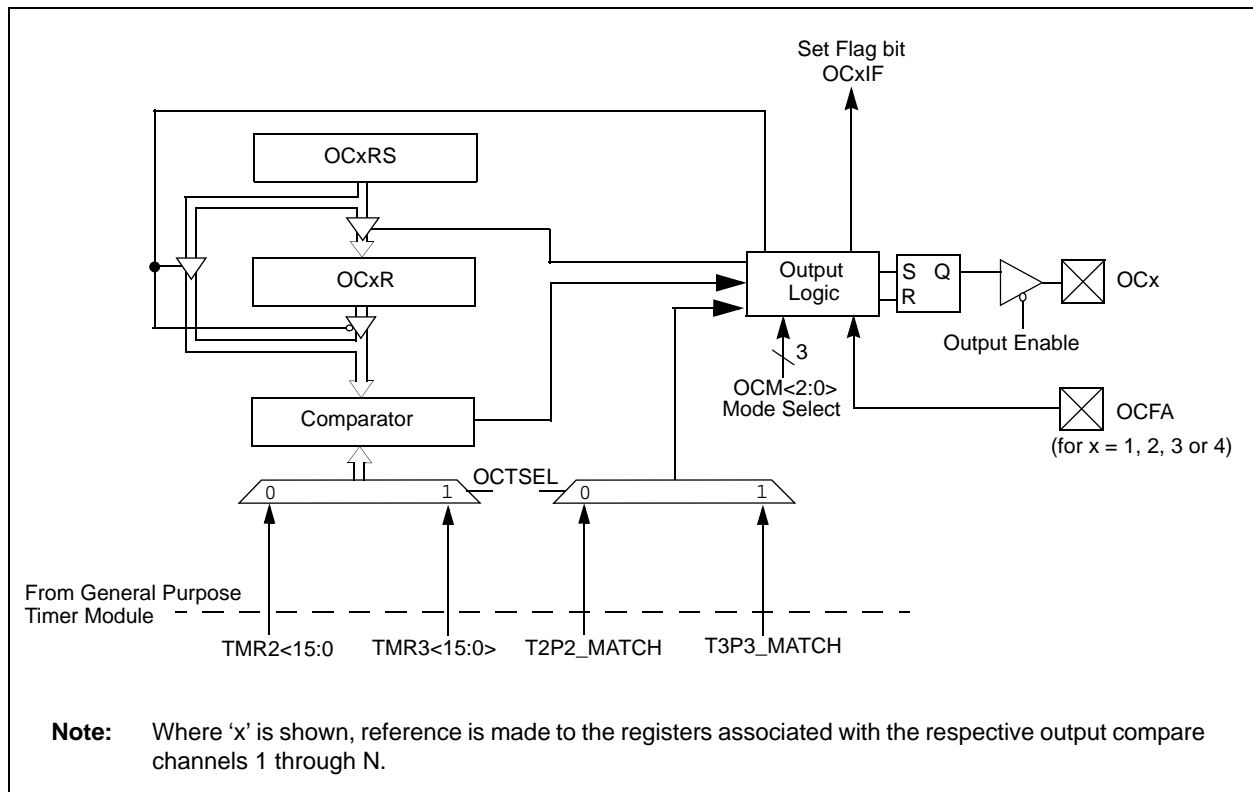 Set Flag bit
OCxIF
OCxRS
OCxR
Output
Logic
S Q
R
OCx
Output Enable
3
OCM<2:0>
Mode Select
OCFA
(for x = 1, 2, 3 or 4)
Comparator
0 1
OCTSEL
0 1
From General Purpose
Timer Module
TMR2<15:0
TMR3<15:0>
T2P2_MATCH
T3P3_MATCH
Note: Where ‘x’ is shown, reference is made to the registers associated with the respective output compare
channels 1 through N.